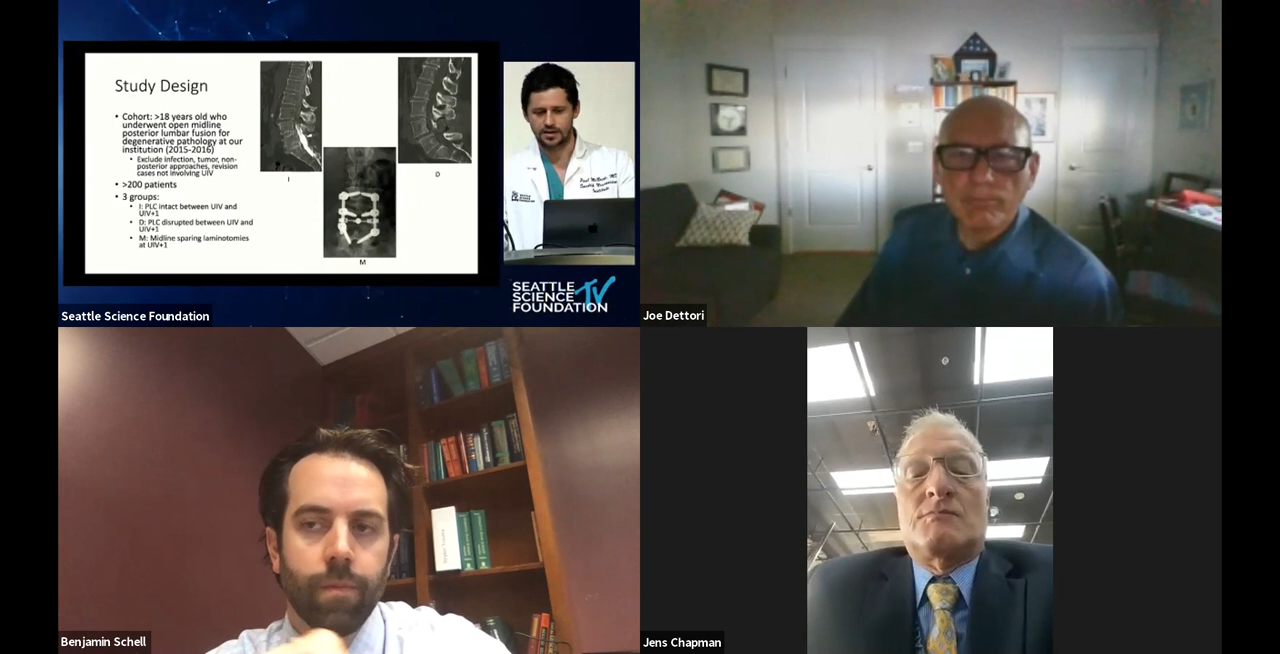 Study Design
• Cohort: >18 years old who
underwent open midline
posterior lumbar fusion for
degenerative pathology at our
institution (2015-2016)
• Exclude infection, tumor, non-
posterior approaches, revision
cases not involving UIV
• >200 patients
• 3 groups:
• I: PLC intact between UIV and
UIV+1
• D: PLC disrupted between UIV and
UIV+1
• M: Midline sparing laminotomies
at UIV+1
I
D
M
SEATTLE
SCIENCE
FOUNDATION
TV
Seattle Science Foundation
Joe Dettori
Benjamin Schell
Jens Chapman